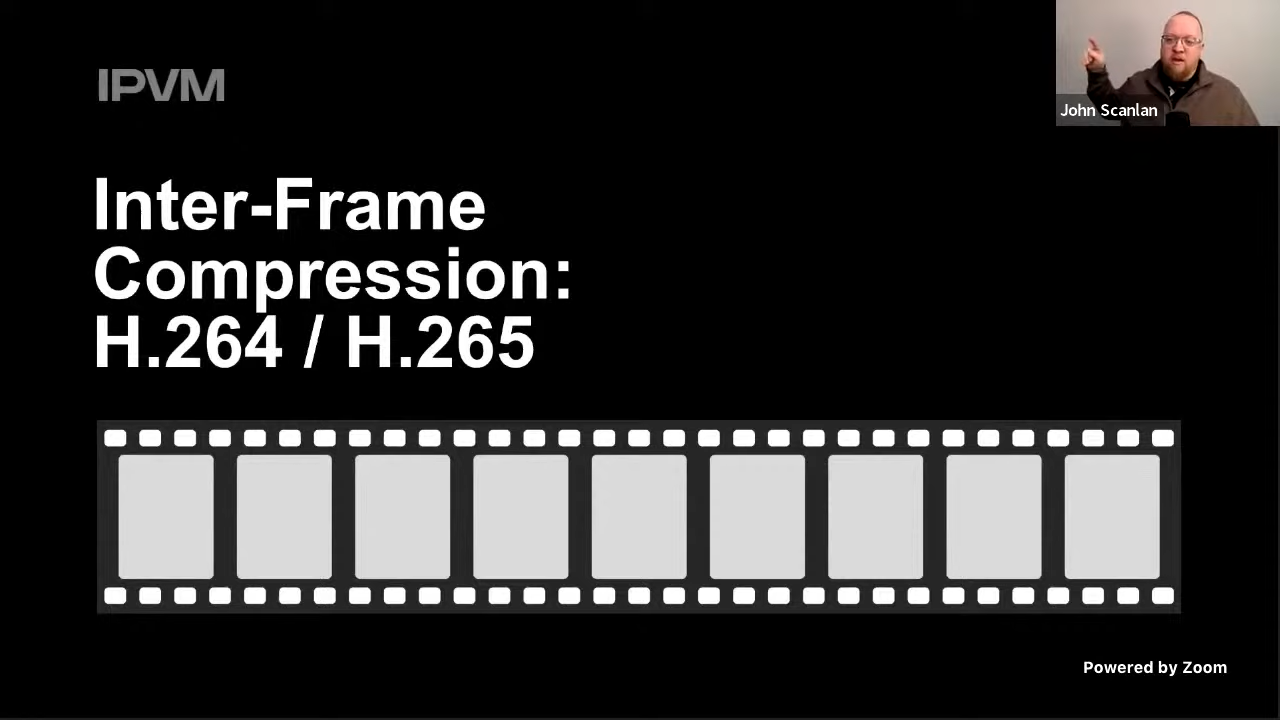 IPVM
John Scanlan
Inter-Frame
Compression:
H.264 / H.265
Powered by Zoom